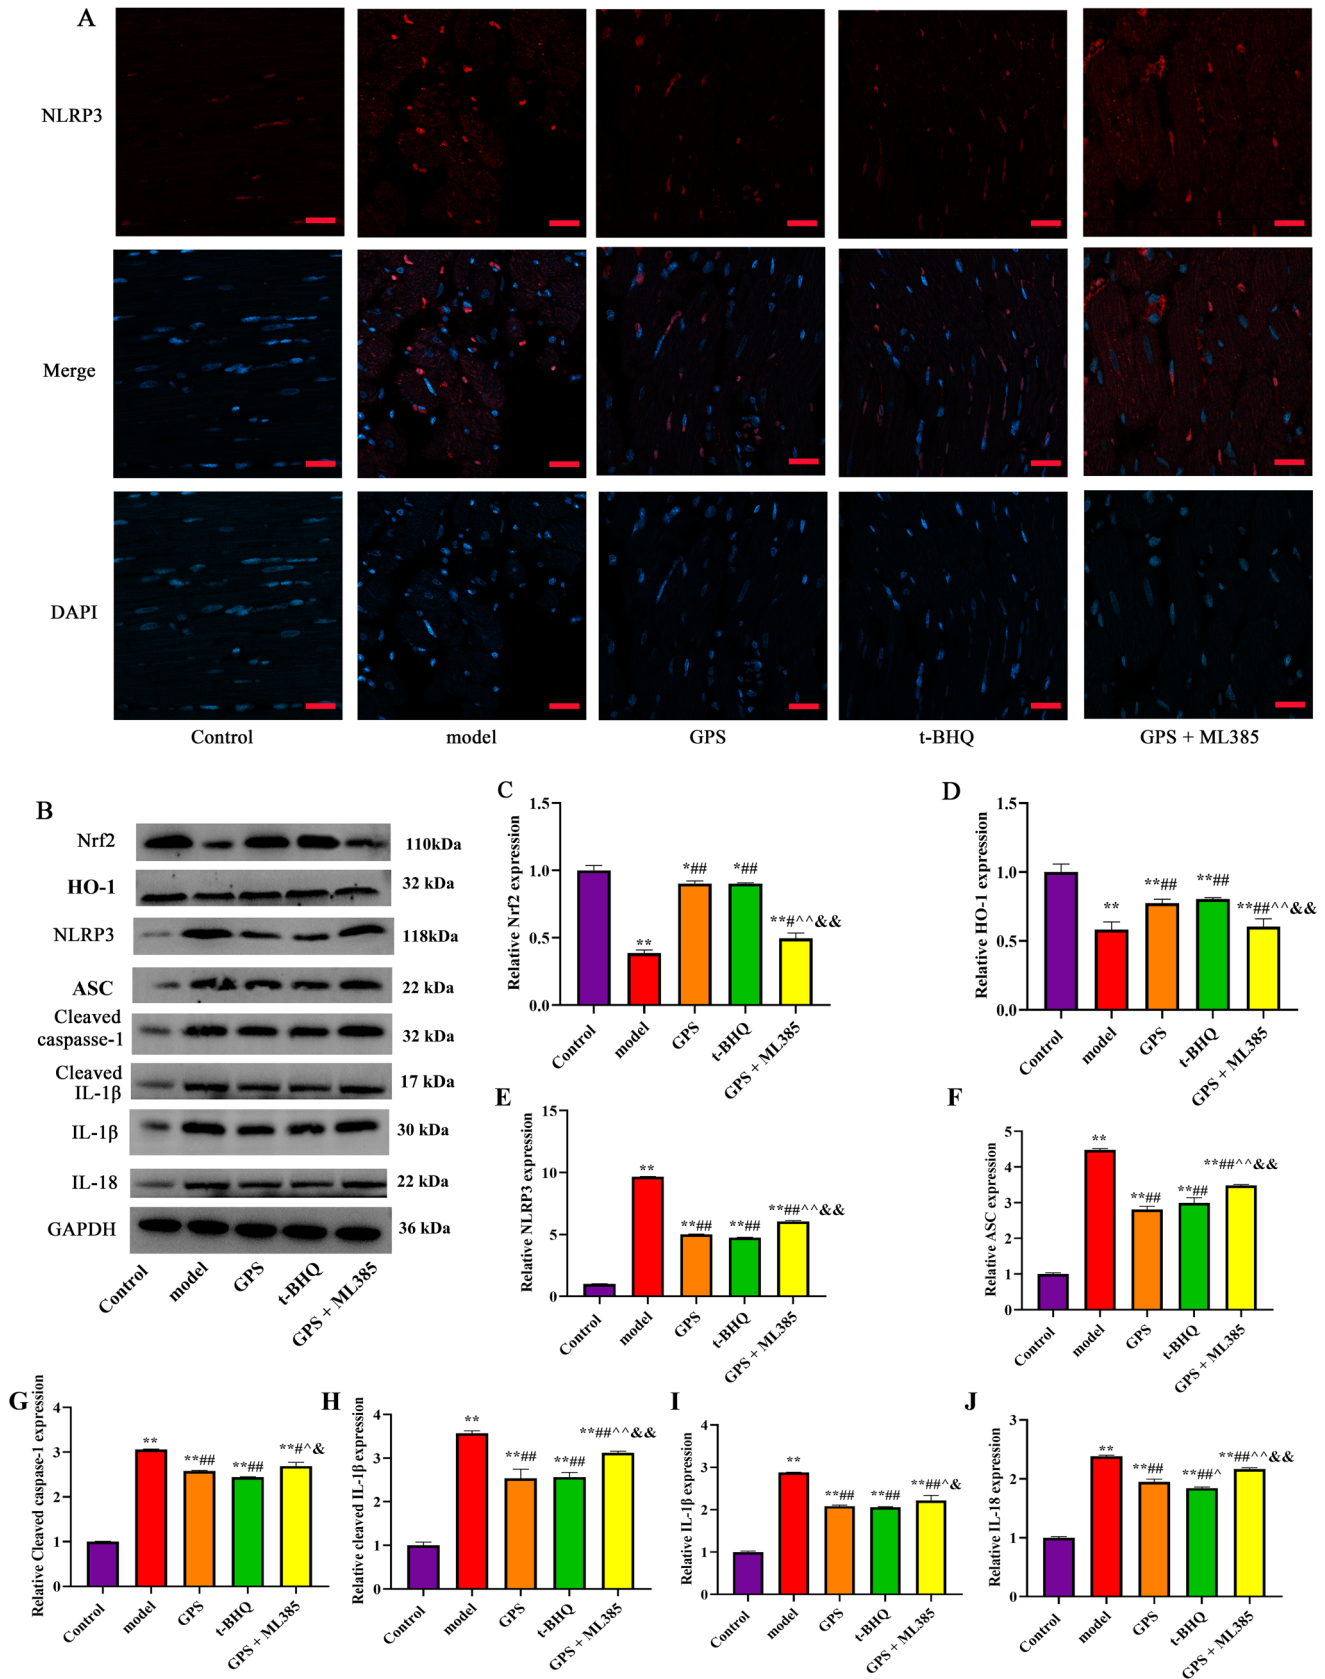 A
NLRP3
Merge
DAPI
Control model GPS t-BHQ GPS + ML385
B
Nrf2 110kDa
HO-1 32 kDa
NLRP3 118kDa
ASC 22 kDa
Cleaved
caspasse-1 32 kDa
Cleaved
IL-1β 17 kDa
IL-1β 30 kDa
IL-18 22 kDa
GAPDH 36 kDa
Control model GPS t-BHQ GPS + ML385
C
Relative Nrf2 expression
1.5
1.0
0.5
0.0
** *## *## **#^^&&
Control model GPS t-BHQ GPS + ML385
D
Relative HO-1 expression
1.5
1.0
0.5
0.0
** **## **## **##^^&&
Control model GPS t-BHQ GPS + ML385
E
Relative NLRP3 expression
15
10
5
0
** **## **## **##^^&&
Control model GPS t-BHQ GPS + ML385
F
Relative ASC expression
5
4
3
2
1
0
** **## **## **##^^&&
Control model GPS t-BHQ GPS + ML385
G
Relative Cleaved caspase-1 expression
4
3
2
1
0
** **## **## **#^&
Control model GPS t-BHQ GPS + ML385
H
Relative cleaved IL-1β expression
4
3
2
1
0
** **## **## **##^^&&
Control model GPS t-BHQ GPS + ML385
I
Relative IL-1β expression
4
3
2
1
0
** **## **## **##^&
Control model GPS t-BHQ GPS + ML385
J
Relative IL-18 expression
3
2
1
0
** **## **##^ **##^^&&
Control model GPS t-BHQ GPS + ML385